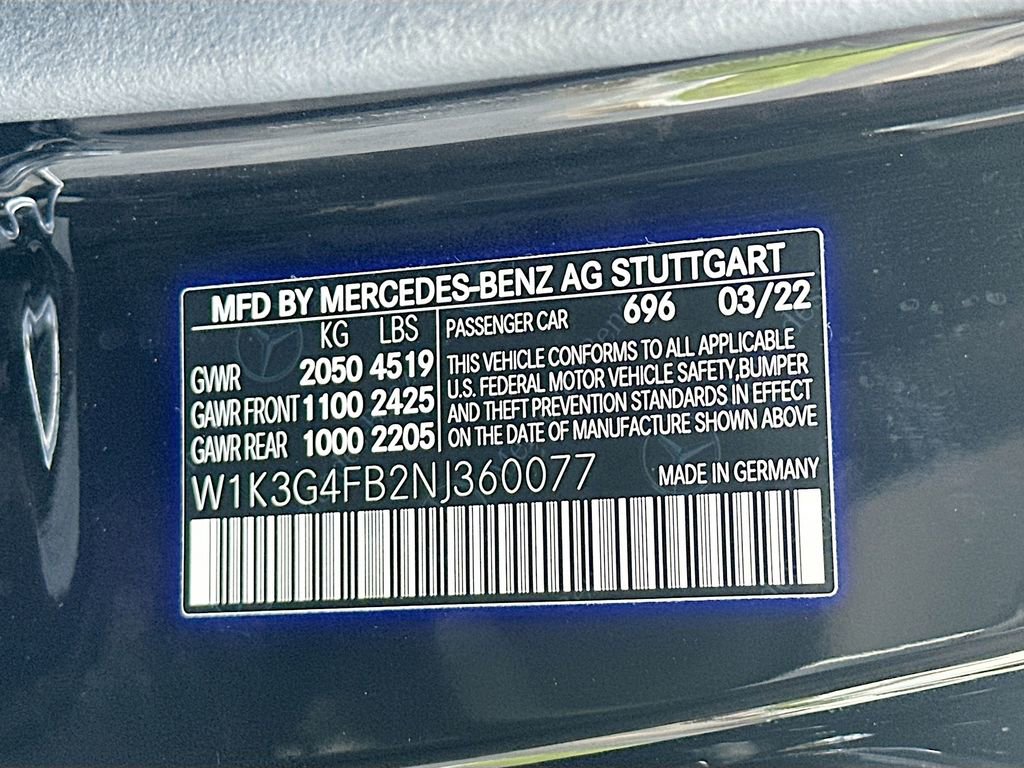 MFD BY MERCEDES-BENZ AG STUTTGART
KG LBS
GWR 2050 4519
GAWR FRONT 1100 2425
GAWR REAR 1000 2205
PASSENGER CAR 696 03/22
THIS VEHICLE CONFORMS TO ALL APPLICABLE
U.S. FEDERAL MOTOR VEHICLE SAFETY,BUMPER
AND THEFT PREVENTION STANDARDS IN EFFECT
ON THE DATE OF MANUFACTURE SHOWN ABOVE
W1K3G4FB2NJ360077
MADE IN GERMANY